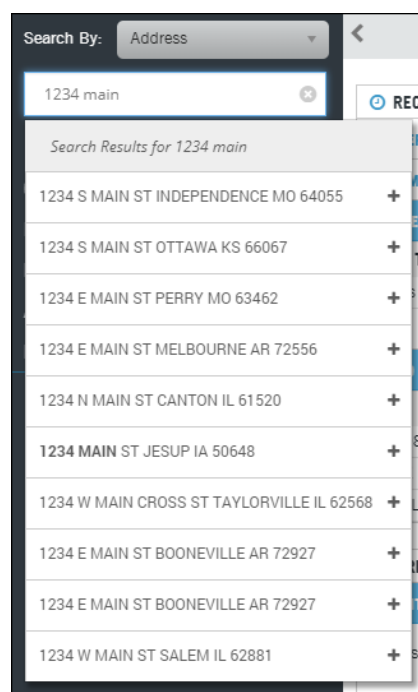 Search By: Address
1234 main
REC
Search Results for 1234 main
1234 S MAIN ST INDEPENDENCE MO 64055
1234 S MAIN ST OTTAWA KS 66067
1234 E MAIN ST PERRY MO 63462
1234 E MAIN ST MELBOURNE AR 72556
1234 N MAIN ST CANTON IL 61520
1234 MAIN ST JESUP IA 50648
1234 W MAIN CROSS ST TAYLORVILLE IL 62568
1234 E MAIN ST BOONEVILLE AR 72927
1234 E MAIN ST BOONEVILLE AR 72927
1234 W MAIN ST SALEM IL 62881